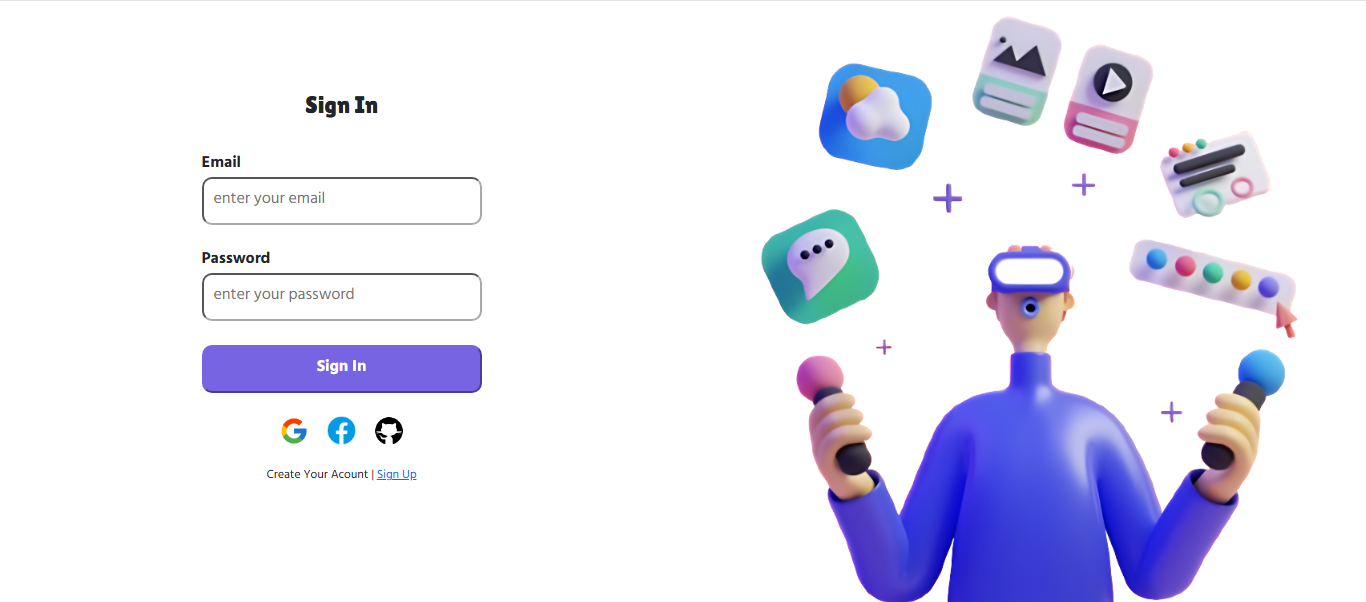 Sign In
Email
enter your email
Password
enter your password
Sign In
Create Your Acount | Sign Up